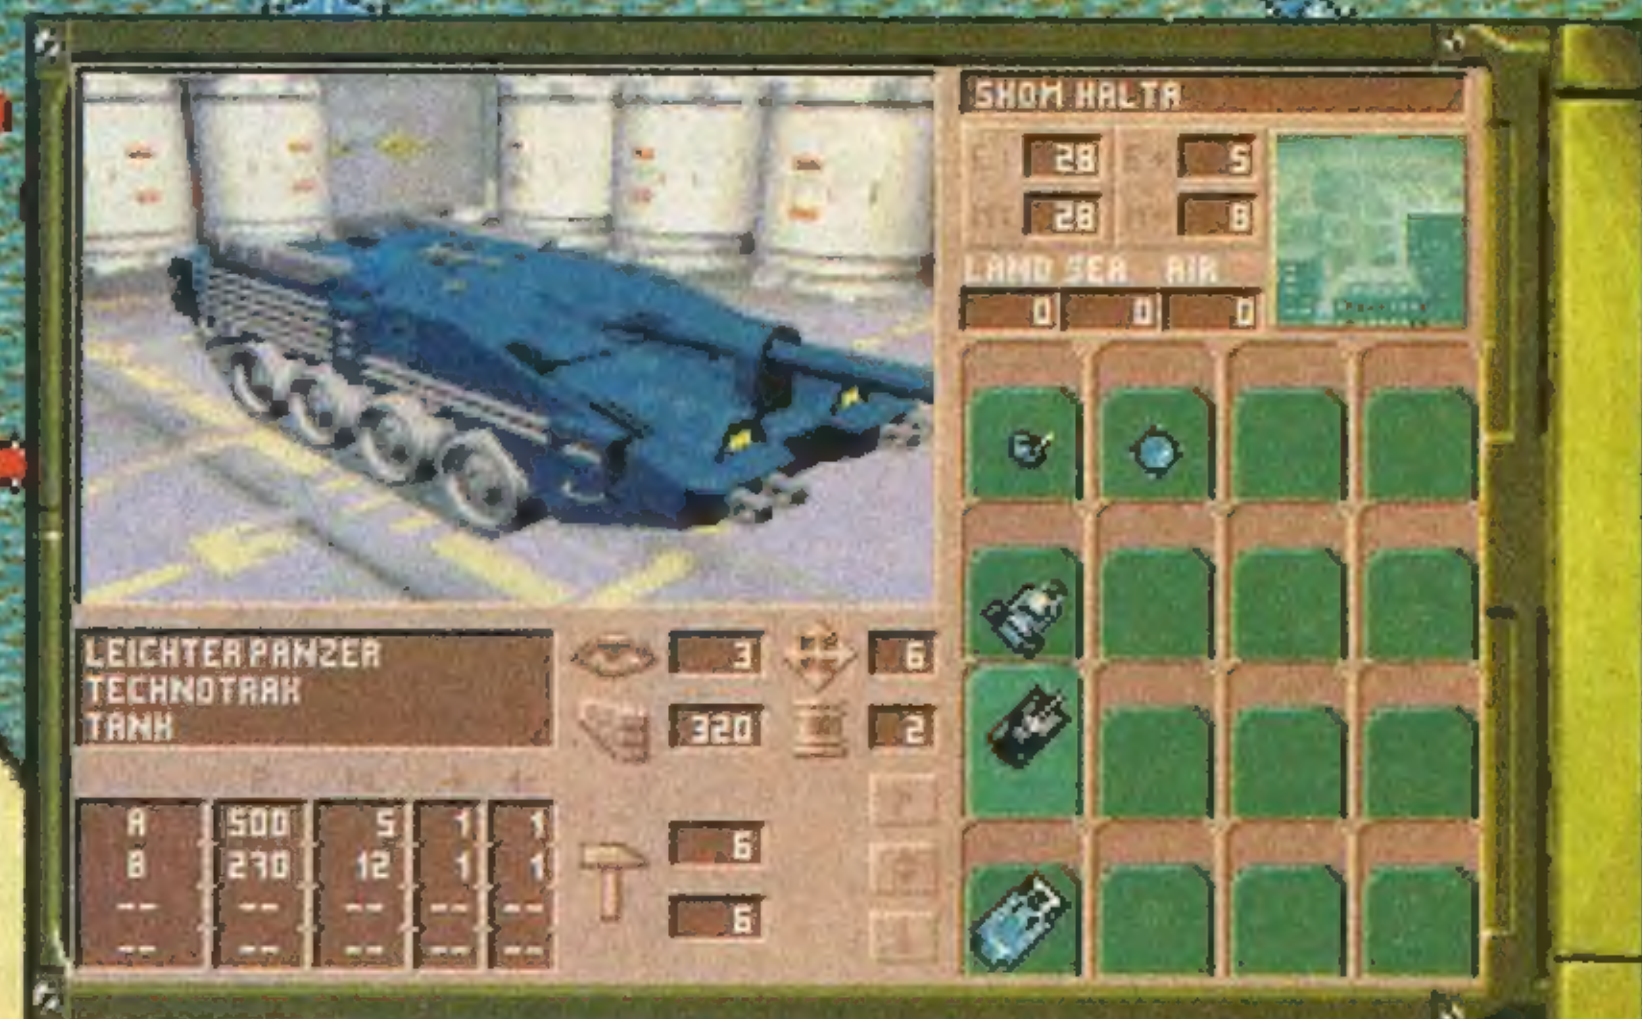 SHOW HALTA
28 5
28 8
LAND SEA AIR
0 0 0
LEICHTER PANZER
TECHNOTRAK
TANK
3 6
320 2
A 500 5 1 1
B 270 12 1 1
-- -- -- -- --
-- -- -- -- --
6
6